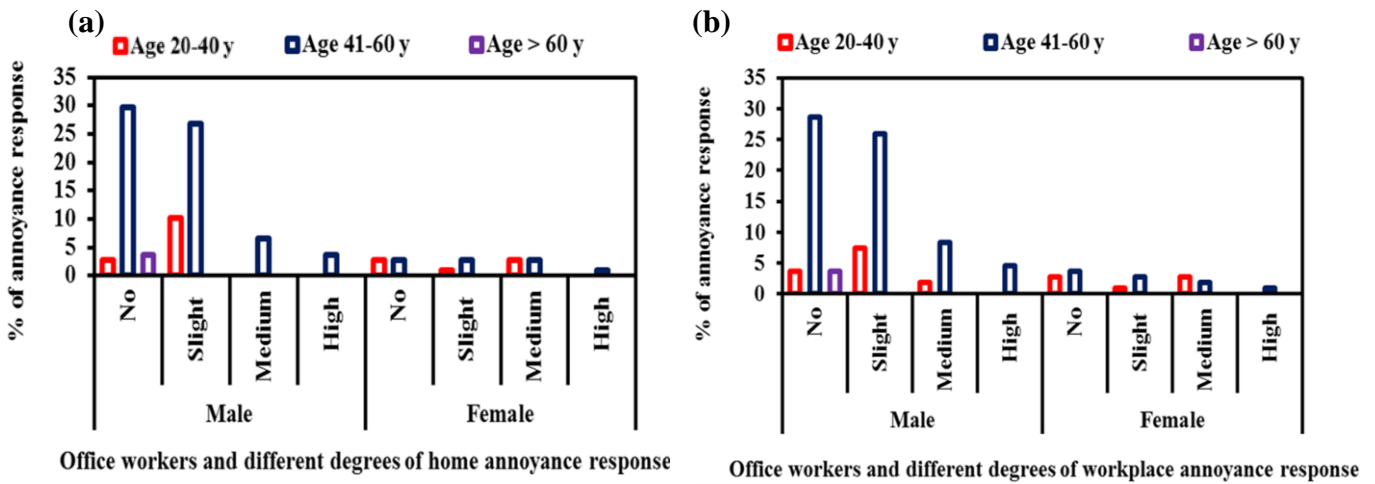 (a)
Age 20-40 y Age 41-60 y Age > 60 y
% of annoyance response
35
30
25
20
15
10
5
0
No Slight Medium High No Slight Medium High
Male Female
Office workers and different degrees of home annoyance response
(b)
Age 20-40 y Age 41-60 y Age > 60 y
% of annoyance response
35
30
25
20
15
10
5
0
No Slight Medium High No Slight Medium High
Male Female
Office workers and different degrees of workplace annoyance response